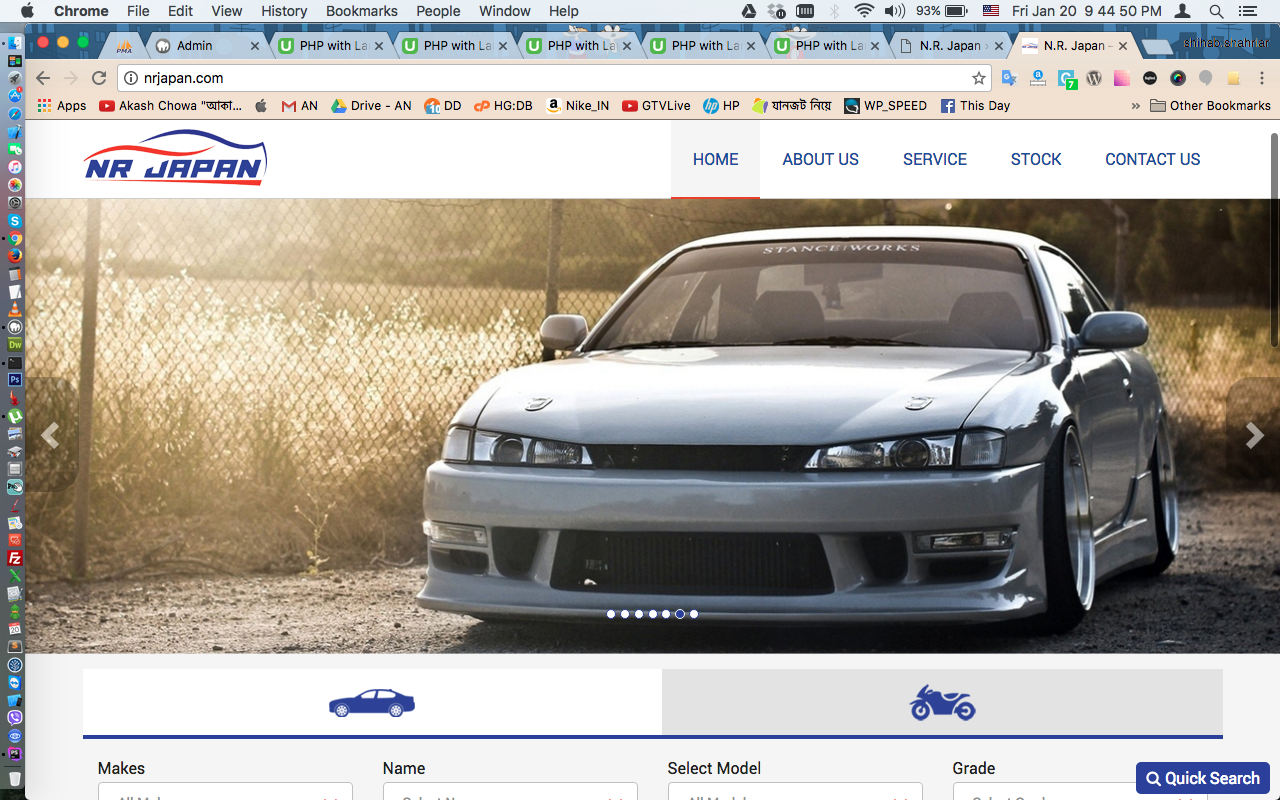 Chrome File Edit View History Bookmarks People Window Help 93% Fri Jan 20 9 44 50 PM
Admin PHP with La PHP with La PHP with La PHP with La PHP with La N.R. Japan N.R. Japan shihab shahriar
nrjapan.com
Apps Akash Chowa "আকা... AN Drive - AN DD HG:DB Nike_IN GTVLive HP যানজট নিয়ে WP_SPEED This Day » Other Bookmarks
NR JAPAN
HOME ABOUT US SERVICE STOCK CONTACT US
STANCE|WORKS
Makes Name Select Model Grade
Quick Search